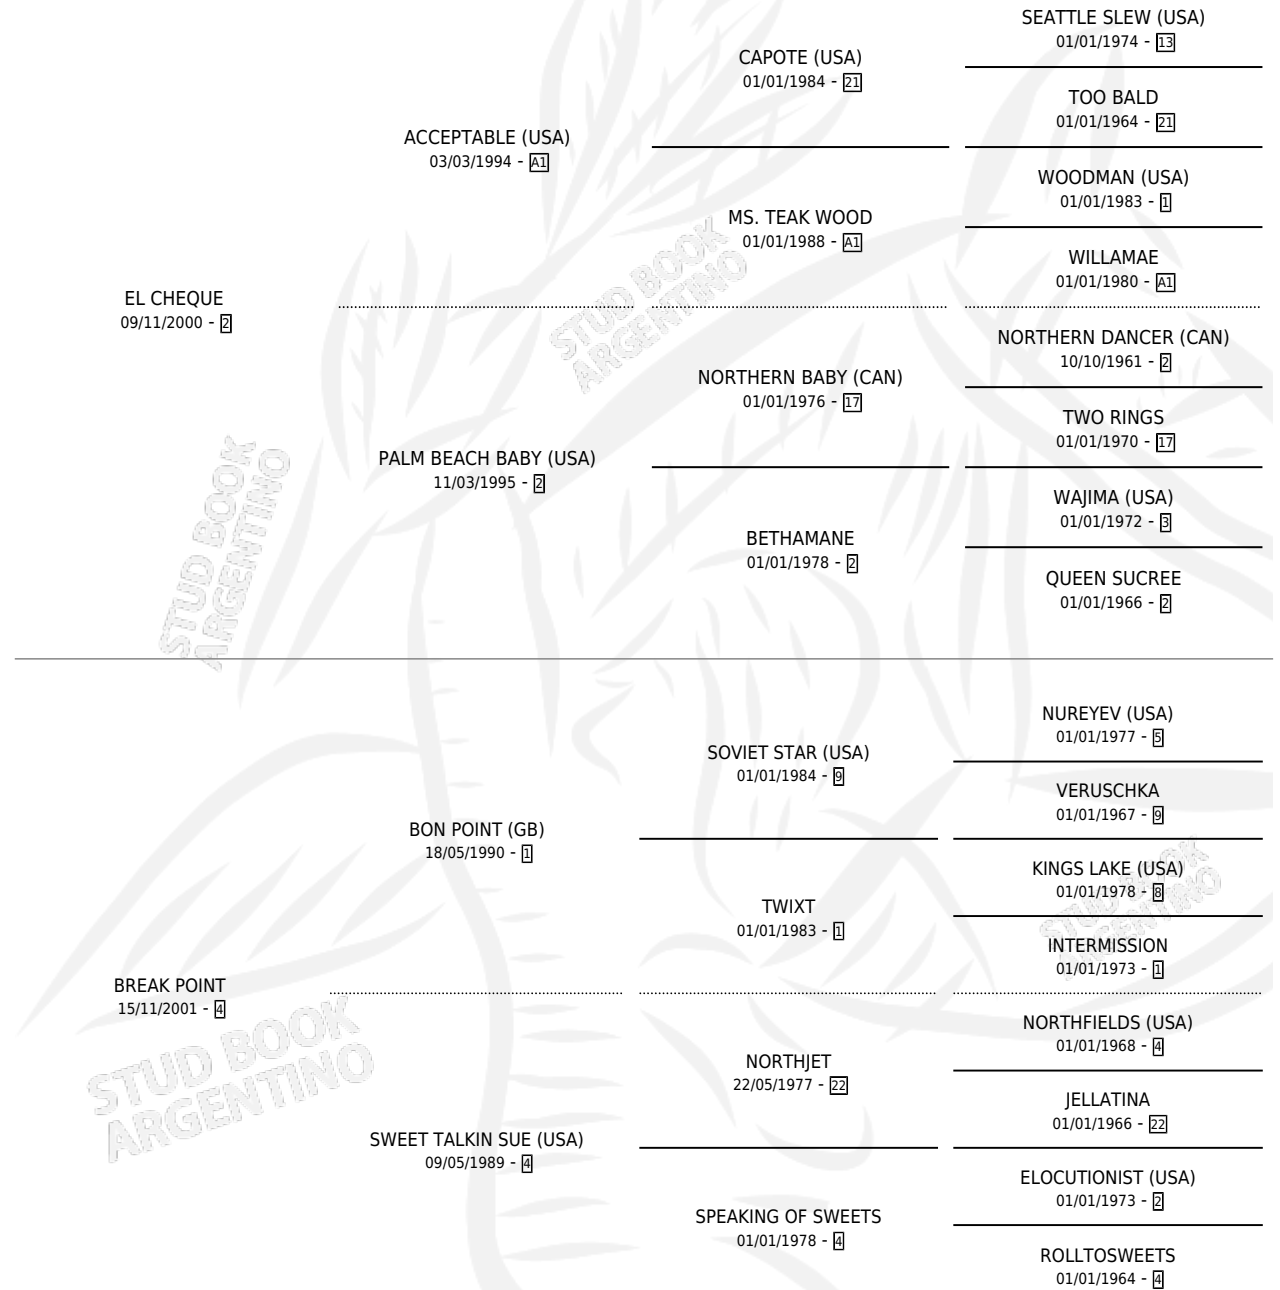 SEATTLE SLEW (USA)
01/01/1974 - 13
CAPOTE (USA)
01/01/1984 - 21
TOO BALD
01/01/1964 - 21
ACCEPTABLE (USA)
03/03/1994 - A1
WOODMAN (USA)
01/01/1983 - 1
MS. TEAK WOOD
01/01/1988 - A1
WILLAMAE
01/01/1980 - A1
EL CHEQUE
09/11/2000 - 2
NORTHERN DANCER (CAN)
10/10/1961 - 2
NORTHERN BABY (CAN)
01/01/1976 - 17
TWO RINGS
01/01/1970 - 17
PALM BEACH BABY (USA)
11/03/1995 - 2
WAJIMA (USA)
01/01/1972 - 3
BETHAMANE
01/01/1978 - 2
QUEEN SUCREE
01/01/1966 - 2
NUREYEV (USA)
01/01/1977 - 5
SOVIET STAR (USA)
01/01/1984 - 9
VERUSCHKA
01/01/1967 - 9
BON POINT (GB)
18/05/1990 - 1
KINGS LAKE (USA)
01/01/1978 - 8
TWIXT
01/01/1983 - 1
INTERMISSION
01/01/1973 - 1
BREAK POINT
15/11/2001 - 4
NORTHFIELDS (USA)
01/01/1968 - 4
NORTHJET
22/05/1977 - 22
JELLATINA
01/01/1966 - 22
SWEET TALKIN SUE (USA)
09/05/1989 - 4
ELOCUTIONIST (USA)
01/01/1973 - 2
SPEAKING OF SWEETS
01/01/1978 - 4
ROLLTOSWEETS
01/01/1964 - 4
STUD BOOK
ARGENTINO
STUD BOOK
ARGENTINO
STUD BOOK
ARGENTINO
STUD BOOK
ARGENTINO